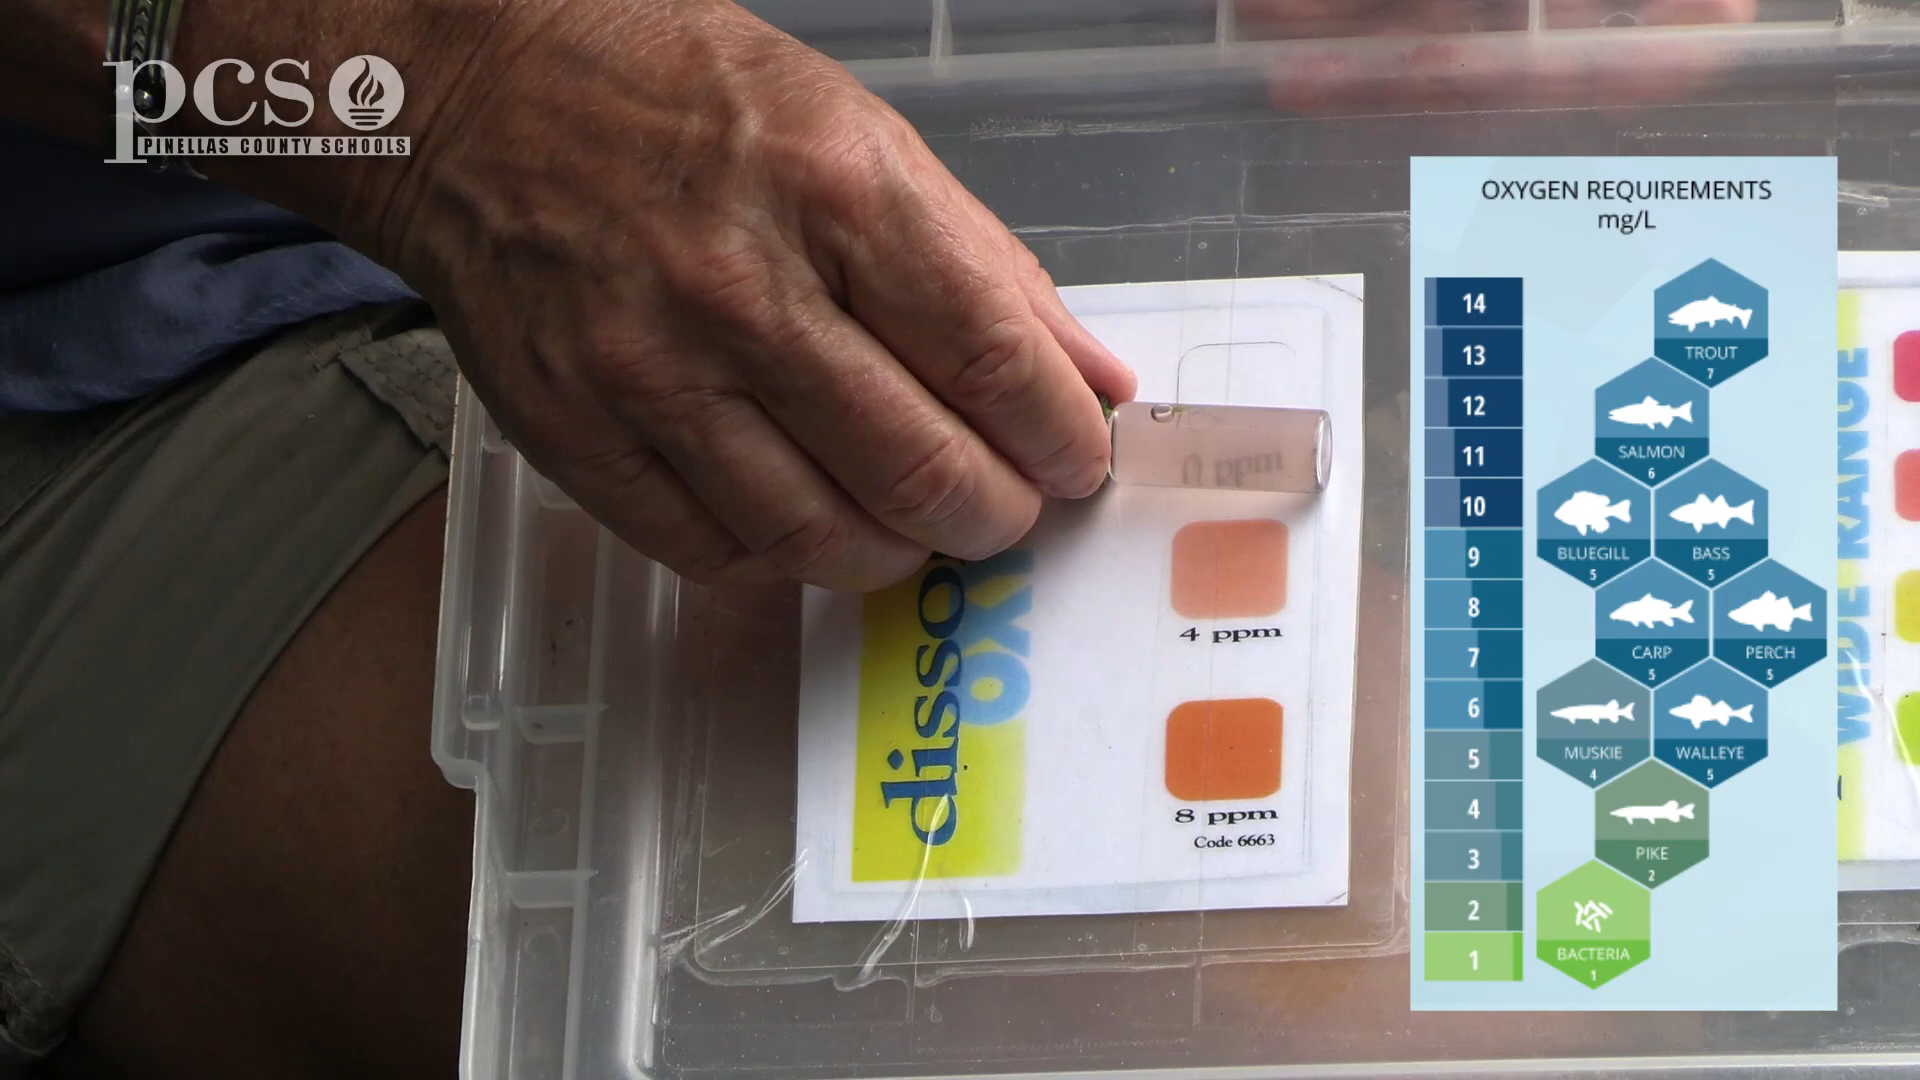 pcs
PINELLAS COUNTY SCHOOLS
OXYGEN REQUIREMENTS
mg/L
14
13
12
11
10
9
8
7
6
5
4
3
2
1
TROUT
7
SALMON
6
BLUEGILL
5
BASS
5
CARP
5
PERCH
5
MUSKIE
4
WALLEYE
5
PIKE
2
BACTERIA
1
0 ppm
4 ppm
8 ppm
Code 6663
disso
OX
WIDE RANGE